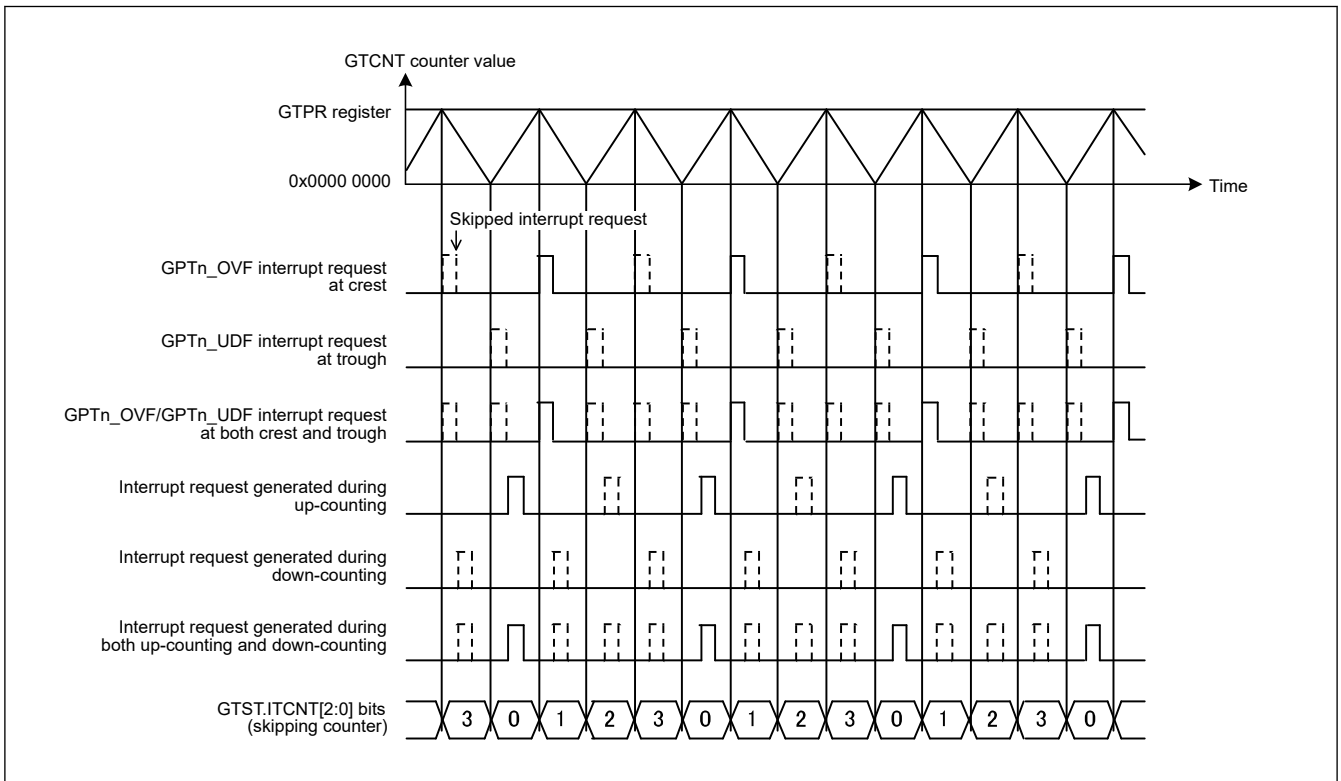 GTCNT counter value
GTPR register
0x0000 0000
Time
Skipped interrupt request
GPTn_OVF interrupt request
at crest
GPTn_UDF interrupt request
at trough
GPTn_OVF/GPTn_UDF interrupt request
at both crest and trough
Interrupt request generated during
up-counting
Interrupt request generated during
down-counting
Interrupt request generated during
both up-counting and down-counting
GTST.ITCNT[2:0] bits
(skipping counter)
3 0 1 2 3 0 1 2 3 0 1 2 3 0